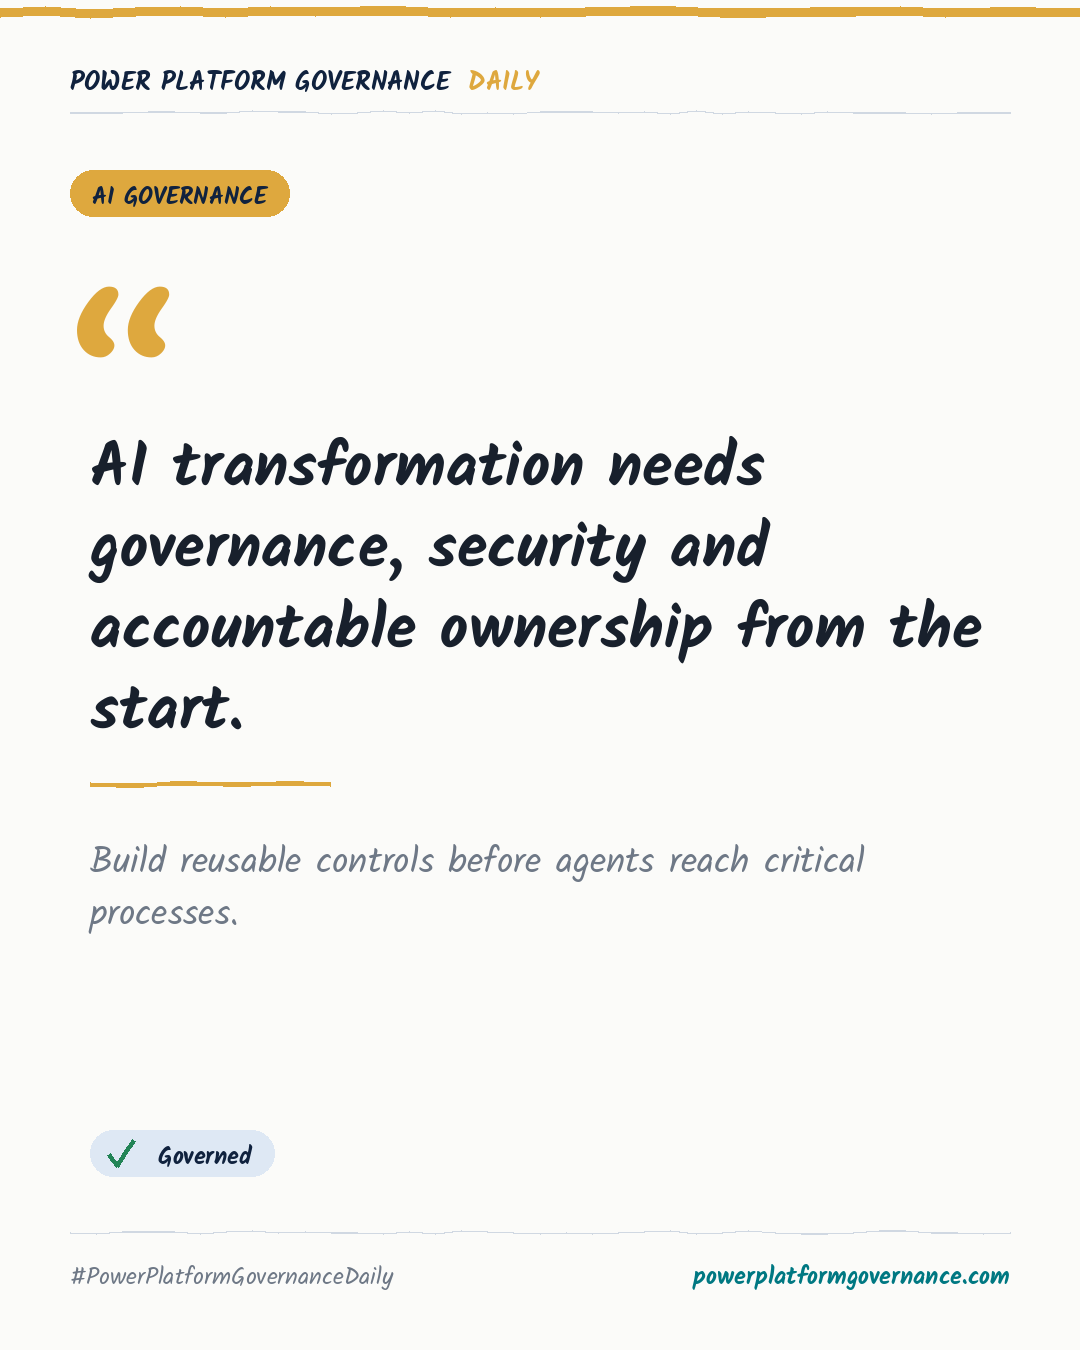 POWER PLATFORM GOVERNANCE DAILY
AI GOVERNANCE
“
AI transformation needs
governance, security and
accountable ownership from the
start.
Build reusable controls before agents reach critical
processes.
✓ Governed
#PowerPlatformGovernanceDaily
powerplatformgovernance.com